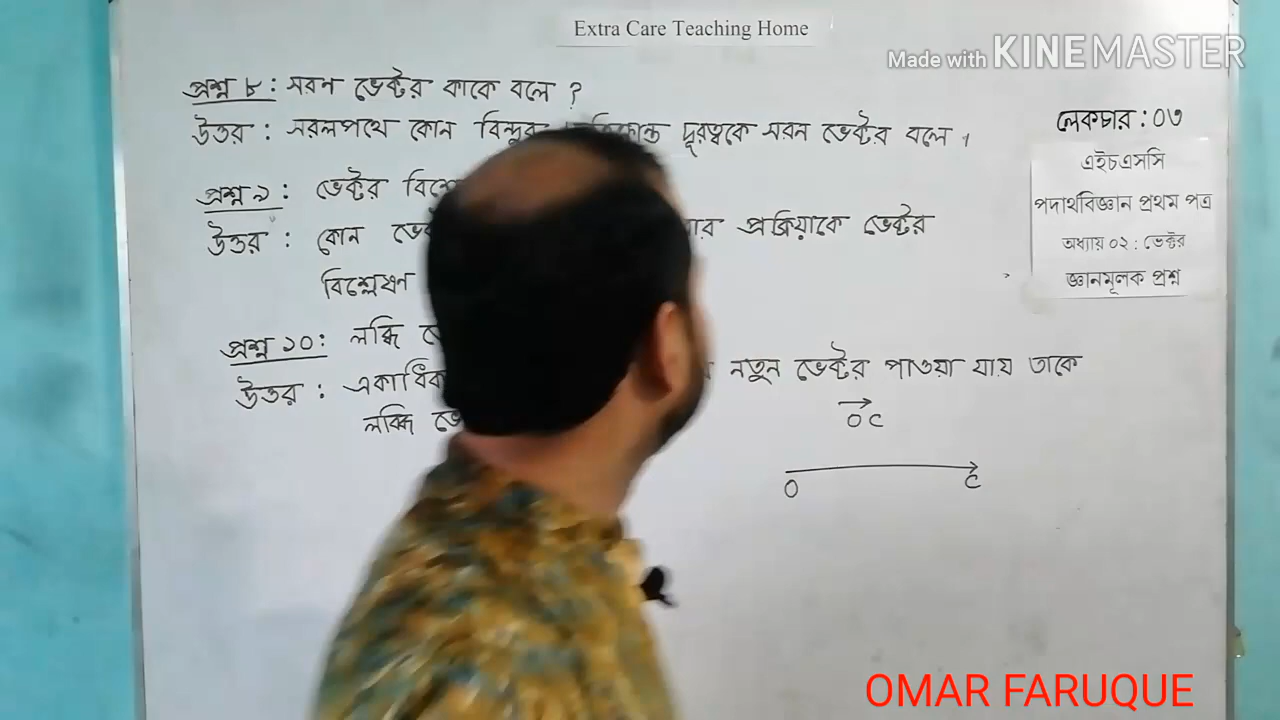 Extra Care Teaching Home
Made with KINEMASTER
প্রশ্ন ৮ : সরণ ভেক্টর কাকে বলে ?
উত্তর : সরলপথে কোন দূরত্বকে সরণ ভেক্টর বলে ।
প্রশ্ন ৯ : ভেক্টর
উত্তর : কোন প্রক্রিয়াকে ভেক্টর
বিশ্লেষণ
প্রশ্ন ১০ : লব্ধি
উত্তর : নতুন ভেক্টর পাওয়া যায় তাকে
লব্ধি
OC
O C
লেকচার : ০৩
এইচএসসি
পদার্থবিজ্ঞান প্রথম পত্র
অধ্যায় ০২ : ভেক্টর
জ্ঞানমূলক প্রশ্ন
OMAR FARUQUE